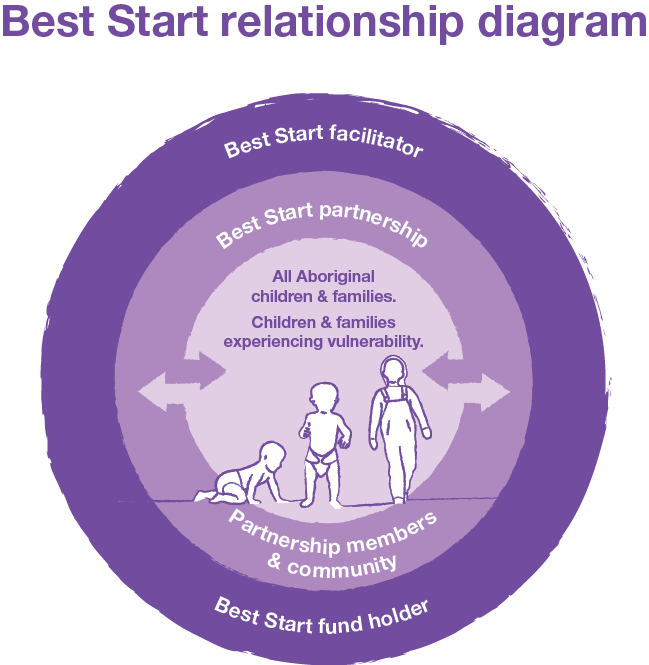 Best Start relationship diagram
Best Start facilitator
Best Start partnership
All Aboriginal
children & families.
Children & families
experiencing vulnerability.
Partnership members
& community
Best Start fund holder